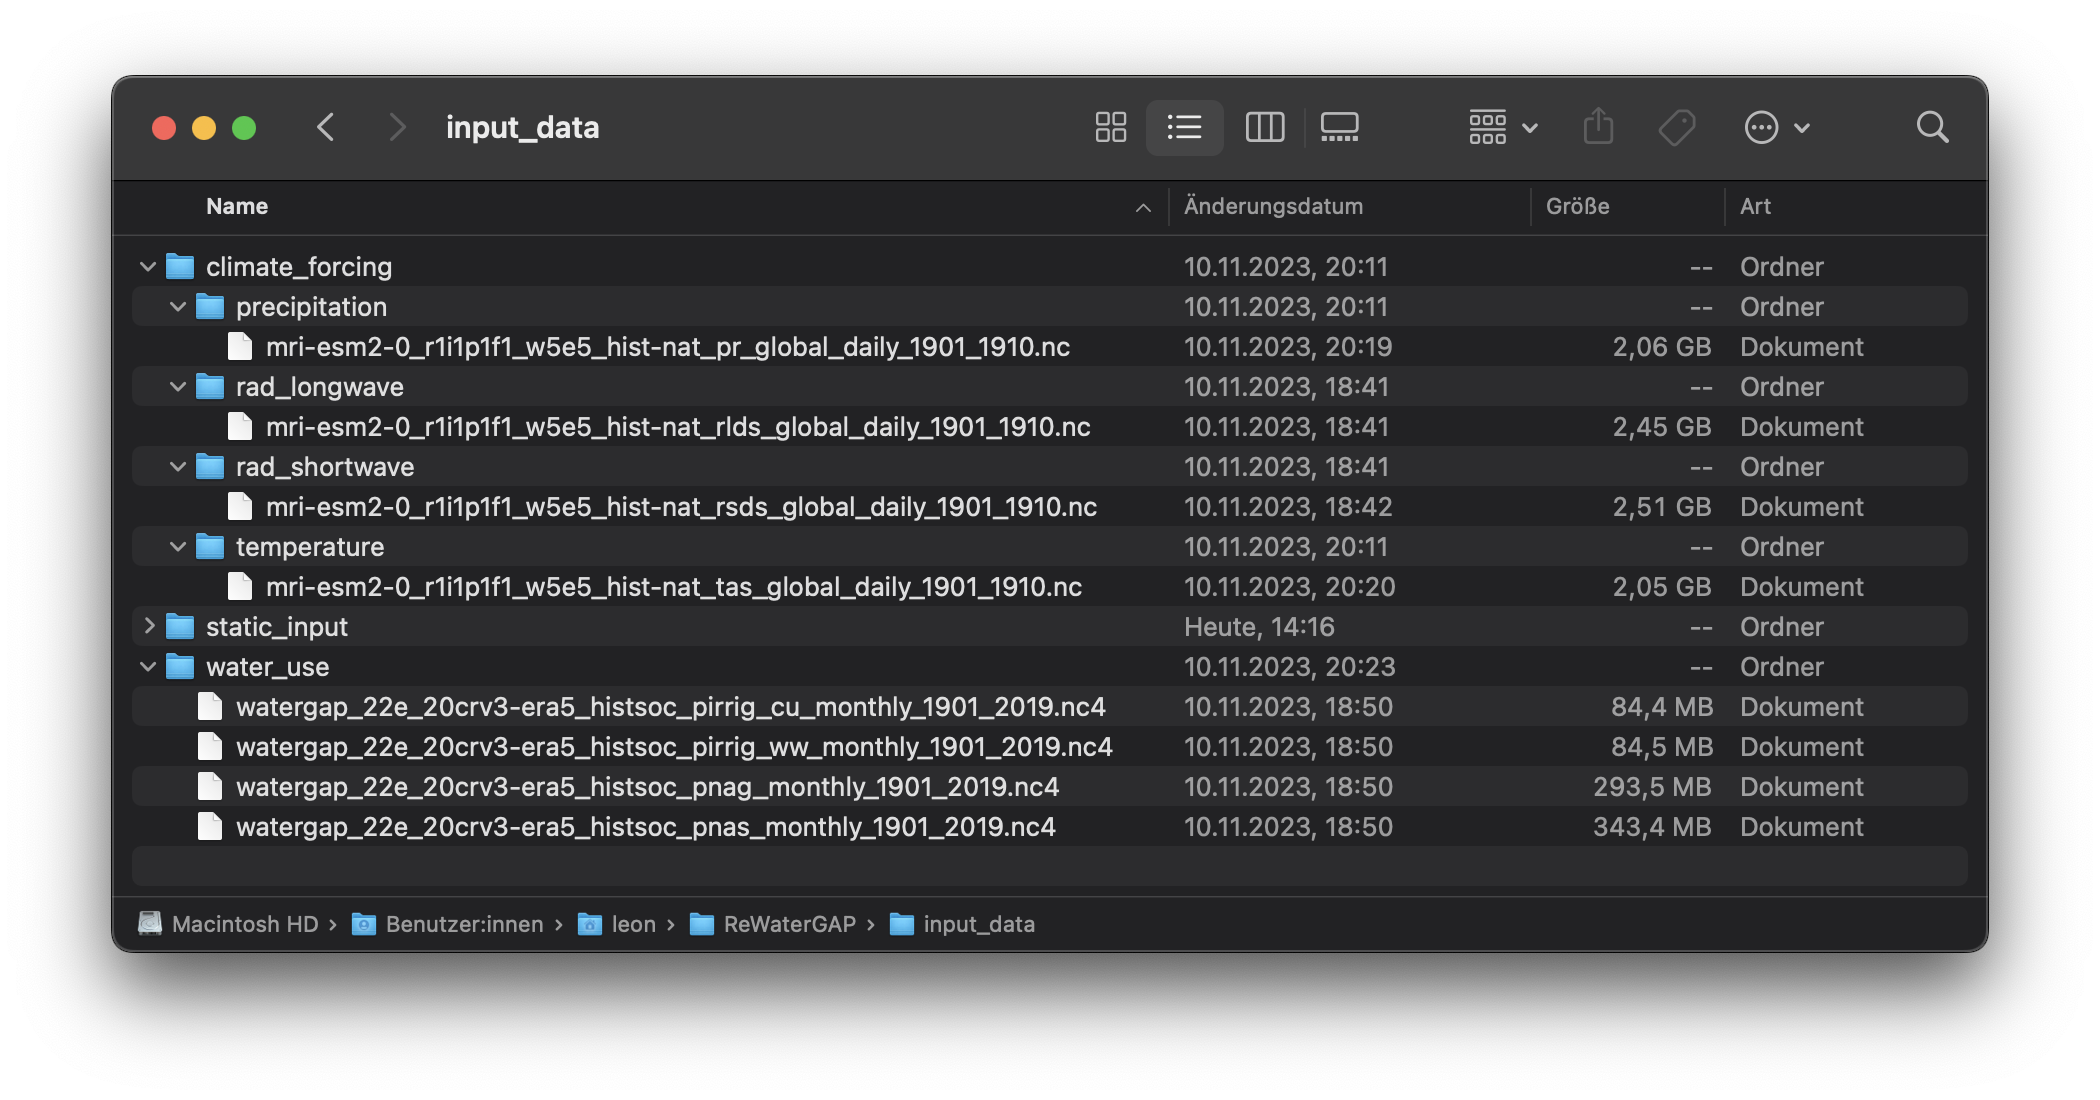 input_data
Name Änderungsdatum Größe Art
climate_forcing 10.11.2023, 20:11 -- Ordner
precipitation 10.11.2023, 20:11 -- Ordner
mri-esm2-0_r1i1p1f1_w5e5_hist-nat_pr_global_daily_1901_1910.nc 10.11.2023, 20:19 2,06 GB Dokument
rad_longwave 10.11.2023, 18:41 -- Ordner
mri-esm2-0_r1i1p1f1_w5e5_hist-nat_rlds_global_daily_1901_1910.nc 10.11.2023, 18:41 2,45 GB Dokument
rad_shortwave 10.11.2023, 18:41 -- Ordner
mri-esm2-0_r1i1p1f1_w5e5_hist-nat_rsds_global_daily_1901_1910.nc 10.11.2023, 18:42 2,51 GB Dokument
temperature 10.11.2023, 20:11 -- Ordner
mri-esm2-0_r1i1p1f1_w5e5_hist-nat_tas_global_daily_1901_1910.nc 10.11.2023, 20:20 2,05 GB Dokument
static_input Heute, 14:16 -- Ordner
water_use 10.11.2023, 20:23 -- Ordner
watergap_22e_20crv3-era5_histsoc_pirrig_cu_monthly_1901_2019.nc4 10.11.2023, 18:50 84,4 MB Dokument
watergap_22e_20crv3-era5_histsoc_pirrig_ww_monthly_1901_2019.nc4 10.11.2023, 18:50 84,5 MB Dokument
watergap_22e_20crv3-era5_histsoc_pnag_monthly_1901_2019.nc4 10.11.2023, 18:50 293,5 MB Dokument
watergap_22e_20crv3-era5_histsoc_pnas_monthly_1901_2019.nc4 10.11.2023, 18:50 343,4 MB Dokument
Macintosh HD › Benutzer:innen › leon › ReWaterGAP › input_data